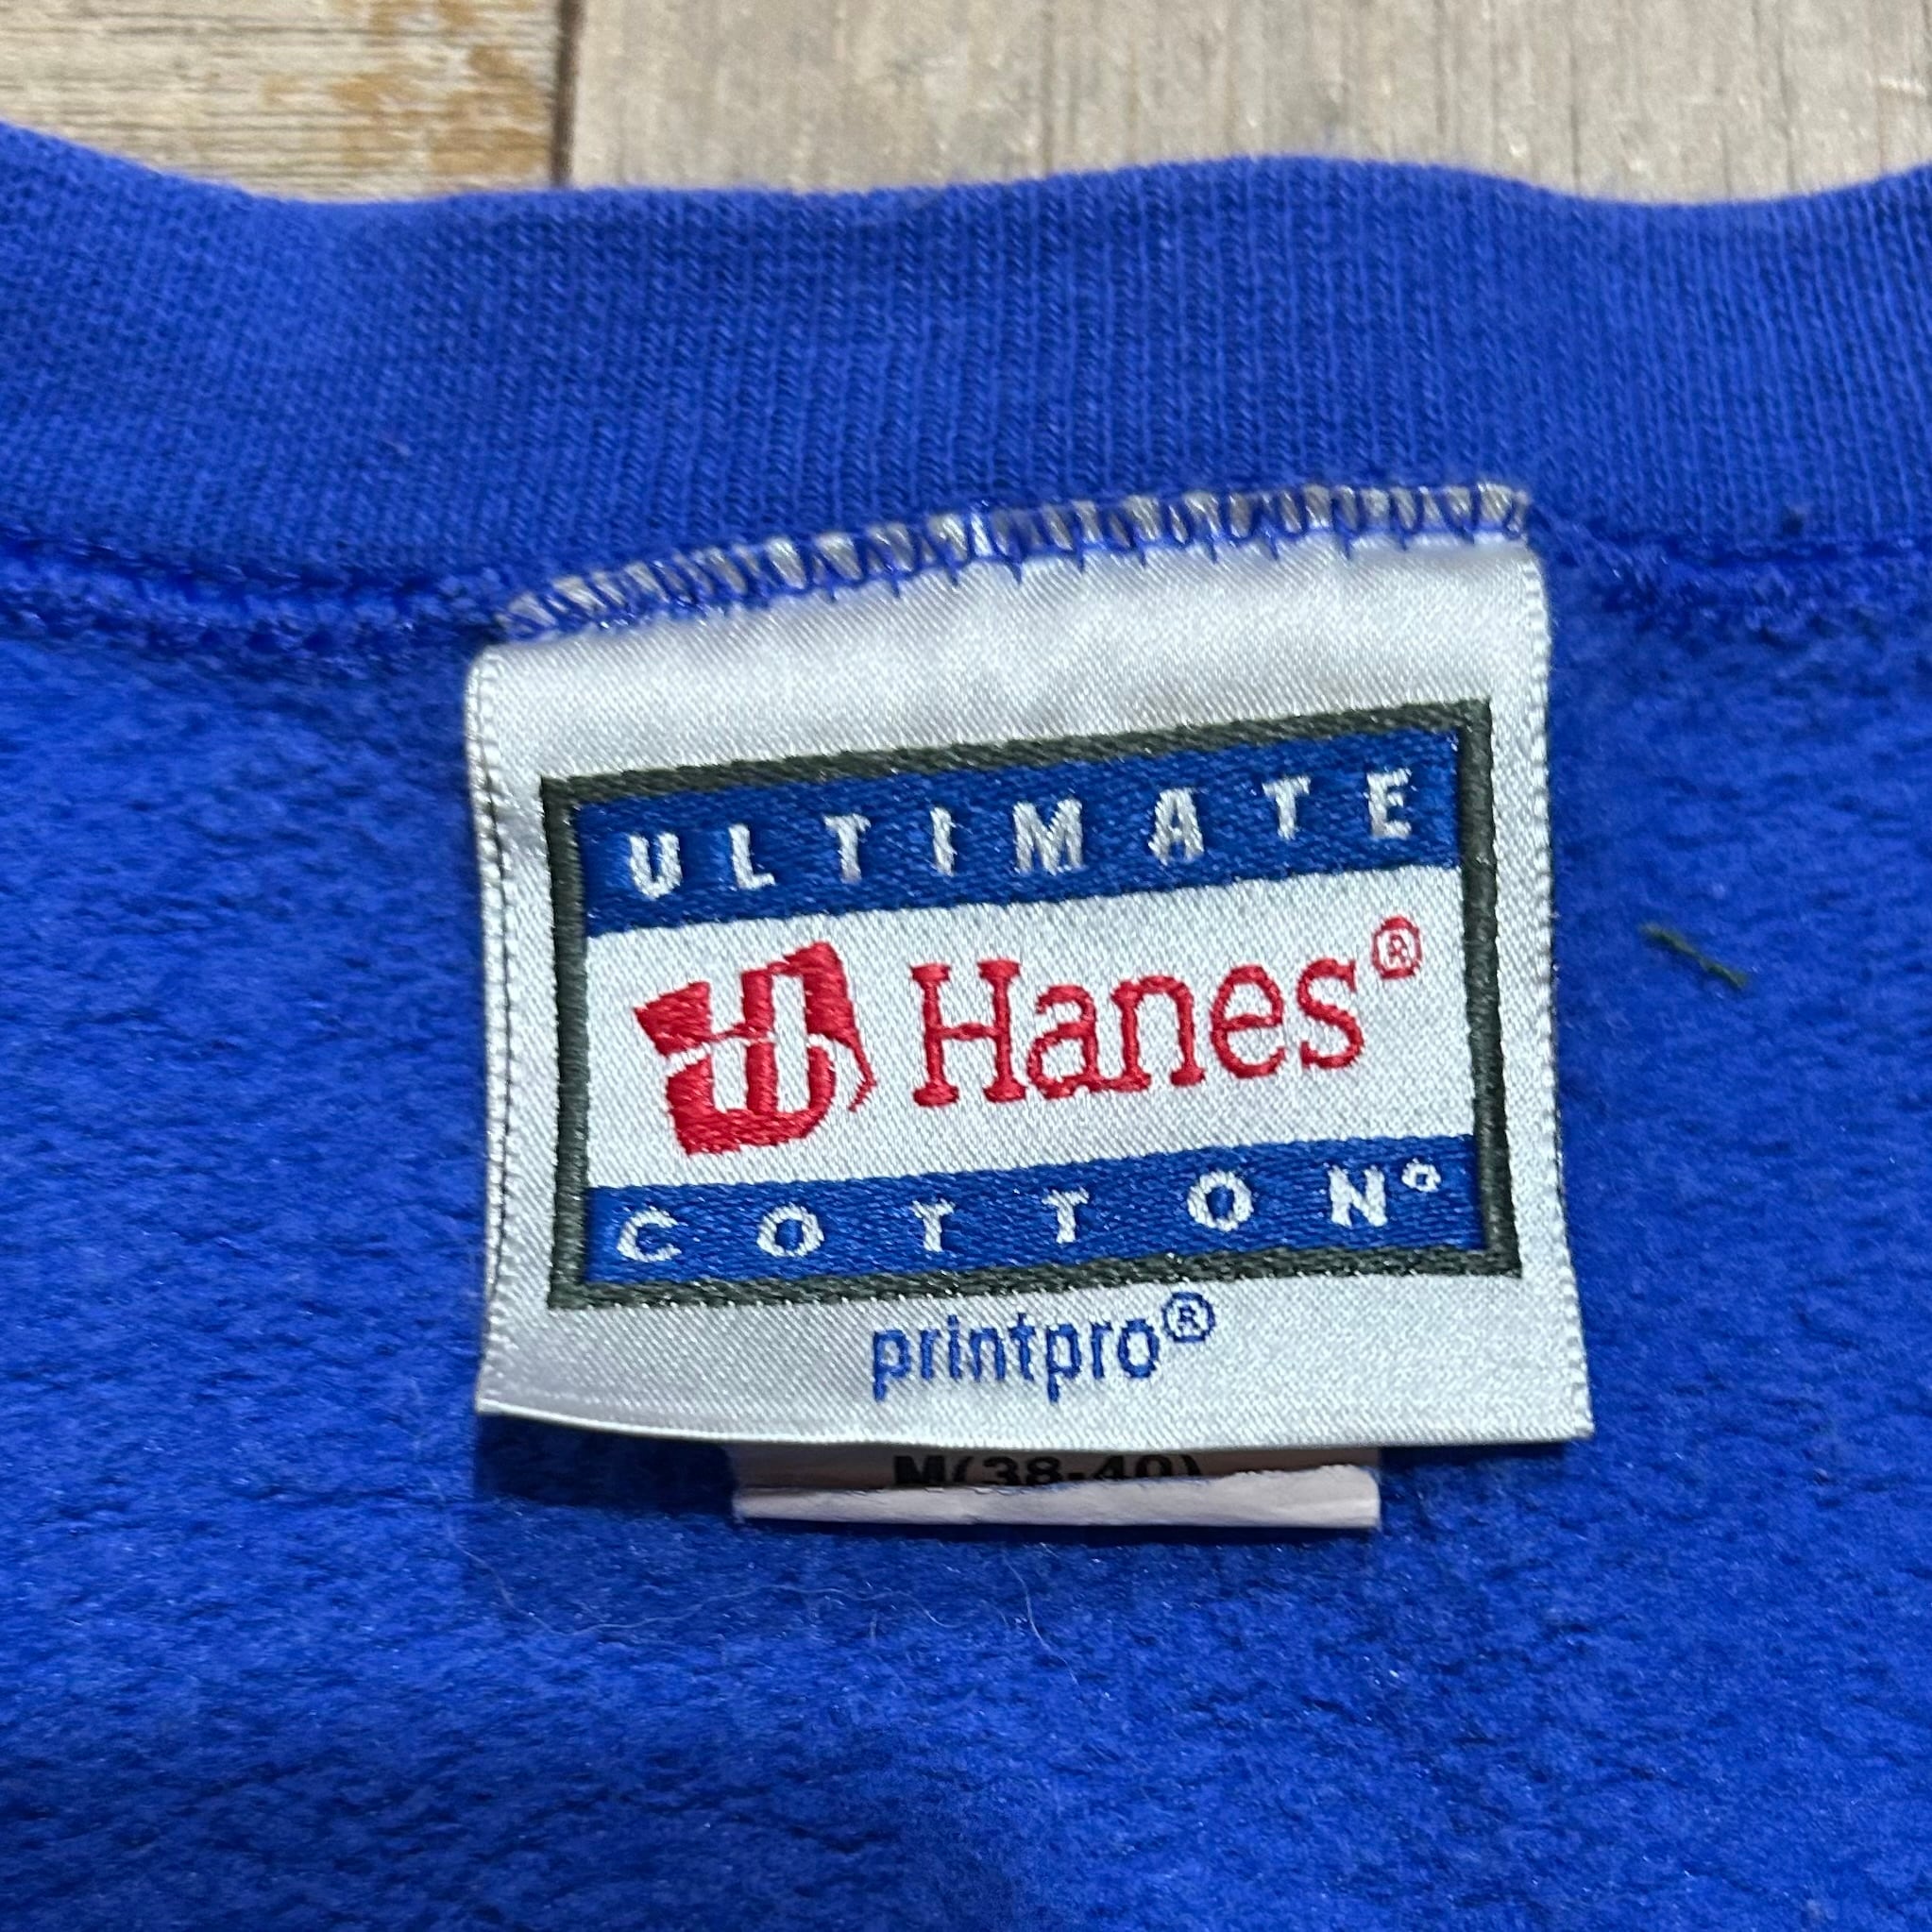 ULTIMATE
Hanes®
COTTON®
printpro®
M(38-40)